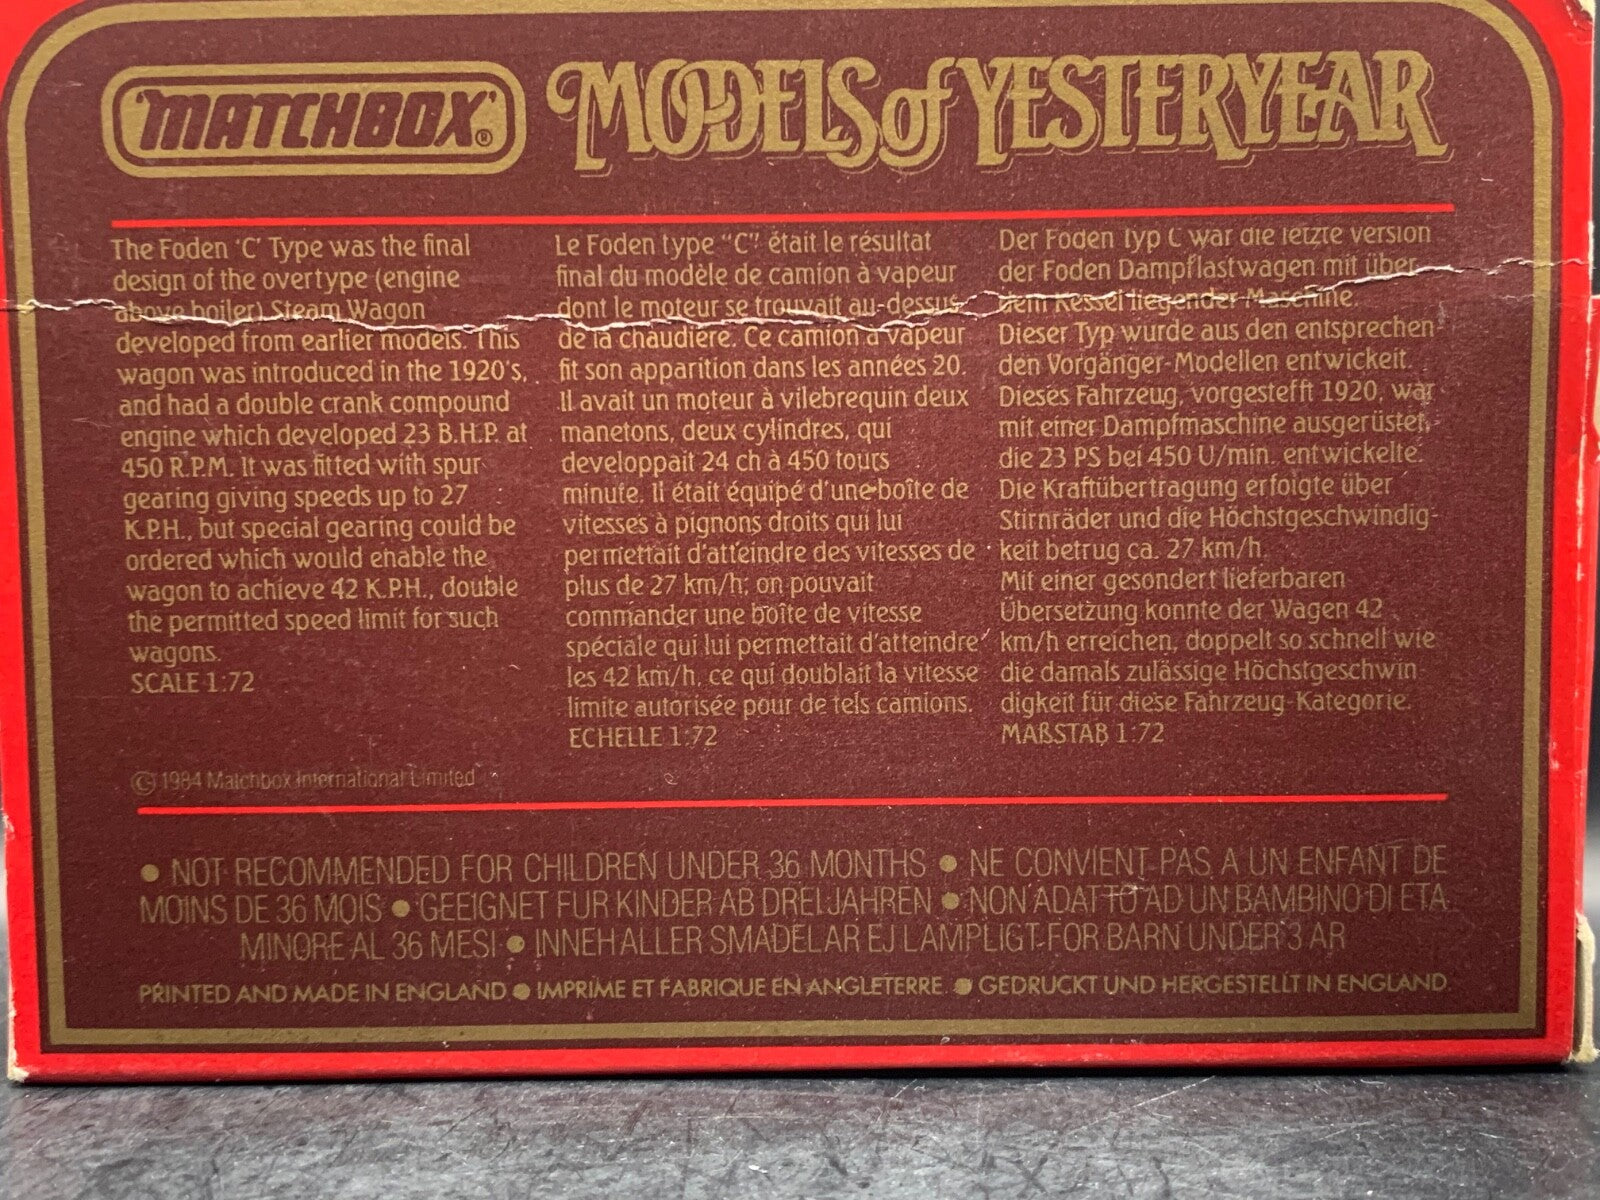 MATCHBOX®
MODELS of YESTERYEAR
The Foden 'C' Type was the final
design of the overtype (engine
above boiler) Steam Wagon
developed from earlier models. This
wagon was introduced in the 1920's,
and had a double crank compound
engine which developed 23 B.H.P. at
450 R.P.M. It was fitted with spur
gearing giving speeds up to 27
K.P.H., but special gearing could be
ordered which would enable the
wagon to achieve 42 K.P.H., double
the permitted speed limit for such
wagons.
SCALE 1:72
© 1984 Matchbox International Limited
Le Foden type "C" était le résultat
final du modèle de camion à vapeur
dont le moteur se trouvait au-dessus
de la chaudière. Ce camion à vapeur
fit son apparition dans les années 20.
Il avait un moteur à vilebrequin deux
manetons, deux cylindres, qui
developpait 24 ch à 450 tours
minute. Il était équipé d'une boîte de
vitesses à pignons droits qui lui
permettait d'atteindre des vitesses de
plus de 27 km/h; on pouvait
commander une boîte de vitesse
spéciale qui lui permettait d'atteindre
les 42 km/h, ce qui doublait la vitesse
limite autorisée pour de tels camions.
ECHELLE 1:72
Der Foden Typ C war die letzte version
der Foden Dampflastwagen mit über
dem Kessel liegender Maschine.
Dieser Typ wurde aus den entsprechen-
den Vorgänger-Modellen entwickelt.
Dieses Fahrzeug, vorgestefft 1920, war
mit einer Dampfmaschine ausgerüstet,
die 23 PS bei 450 U/min. entwickelte.
Die Kraftübertragung erfolgte über
Stirnräder und die Höchstgeschwindig-
keit betrug ca. 27 km/h.
Mit einer gesondert lieferbaren
Übersetzung konnte der Wagen 42
km/h erreichen, doppelt so schnell wie
die damals zulässige Höchstgeschwin
digkeit für diese Fahrzeug-Kategorie.
MAßSTAB 1:72
● NOT RECOMMENDED FOR CHILDREN UNDER 36 MONTHS ● NE CONVIENT PAS A UN ENFANT DE
MOINS DE 36 MOIS ● GEEIGNET FUR KINDER AB DREI JAHREN ● NON ADATTO AD UN BAMBINO DI ETA
MINORE AL 36 MESI ● INNEHALLER SMADELAR EJ LAMPLIGT FOR BARN UNDER 3 AR
PRINTED AND MADE IN ENGLAND ● IMPRIME ET FABRIQUE EN ANGLETERRE. ● GEDRUCKT UND HERGESTELLT IN ENGLAND.